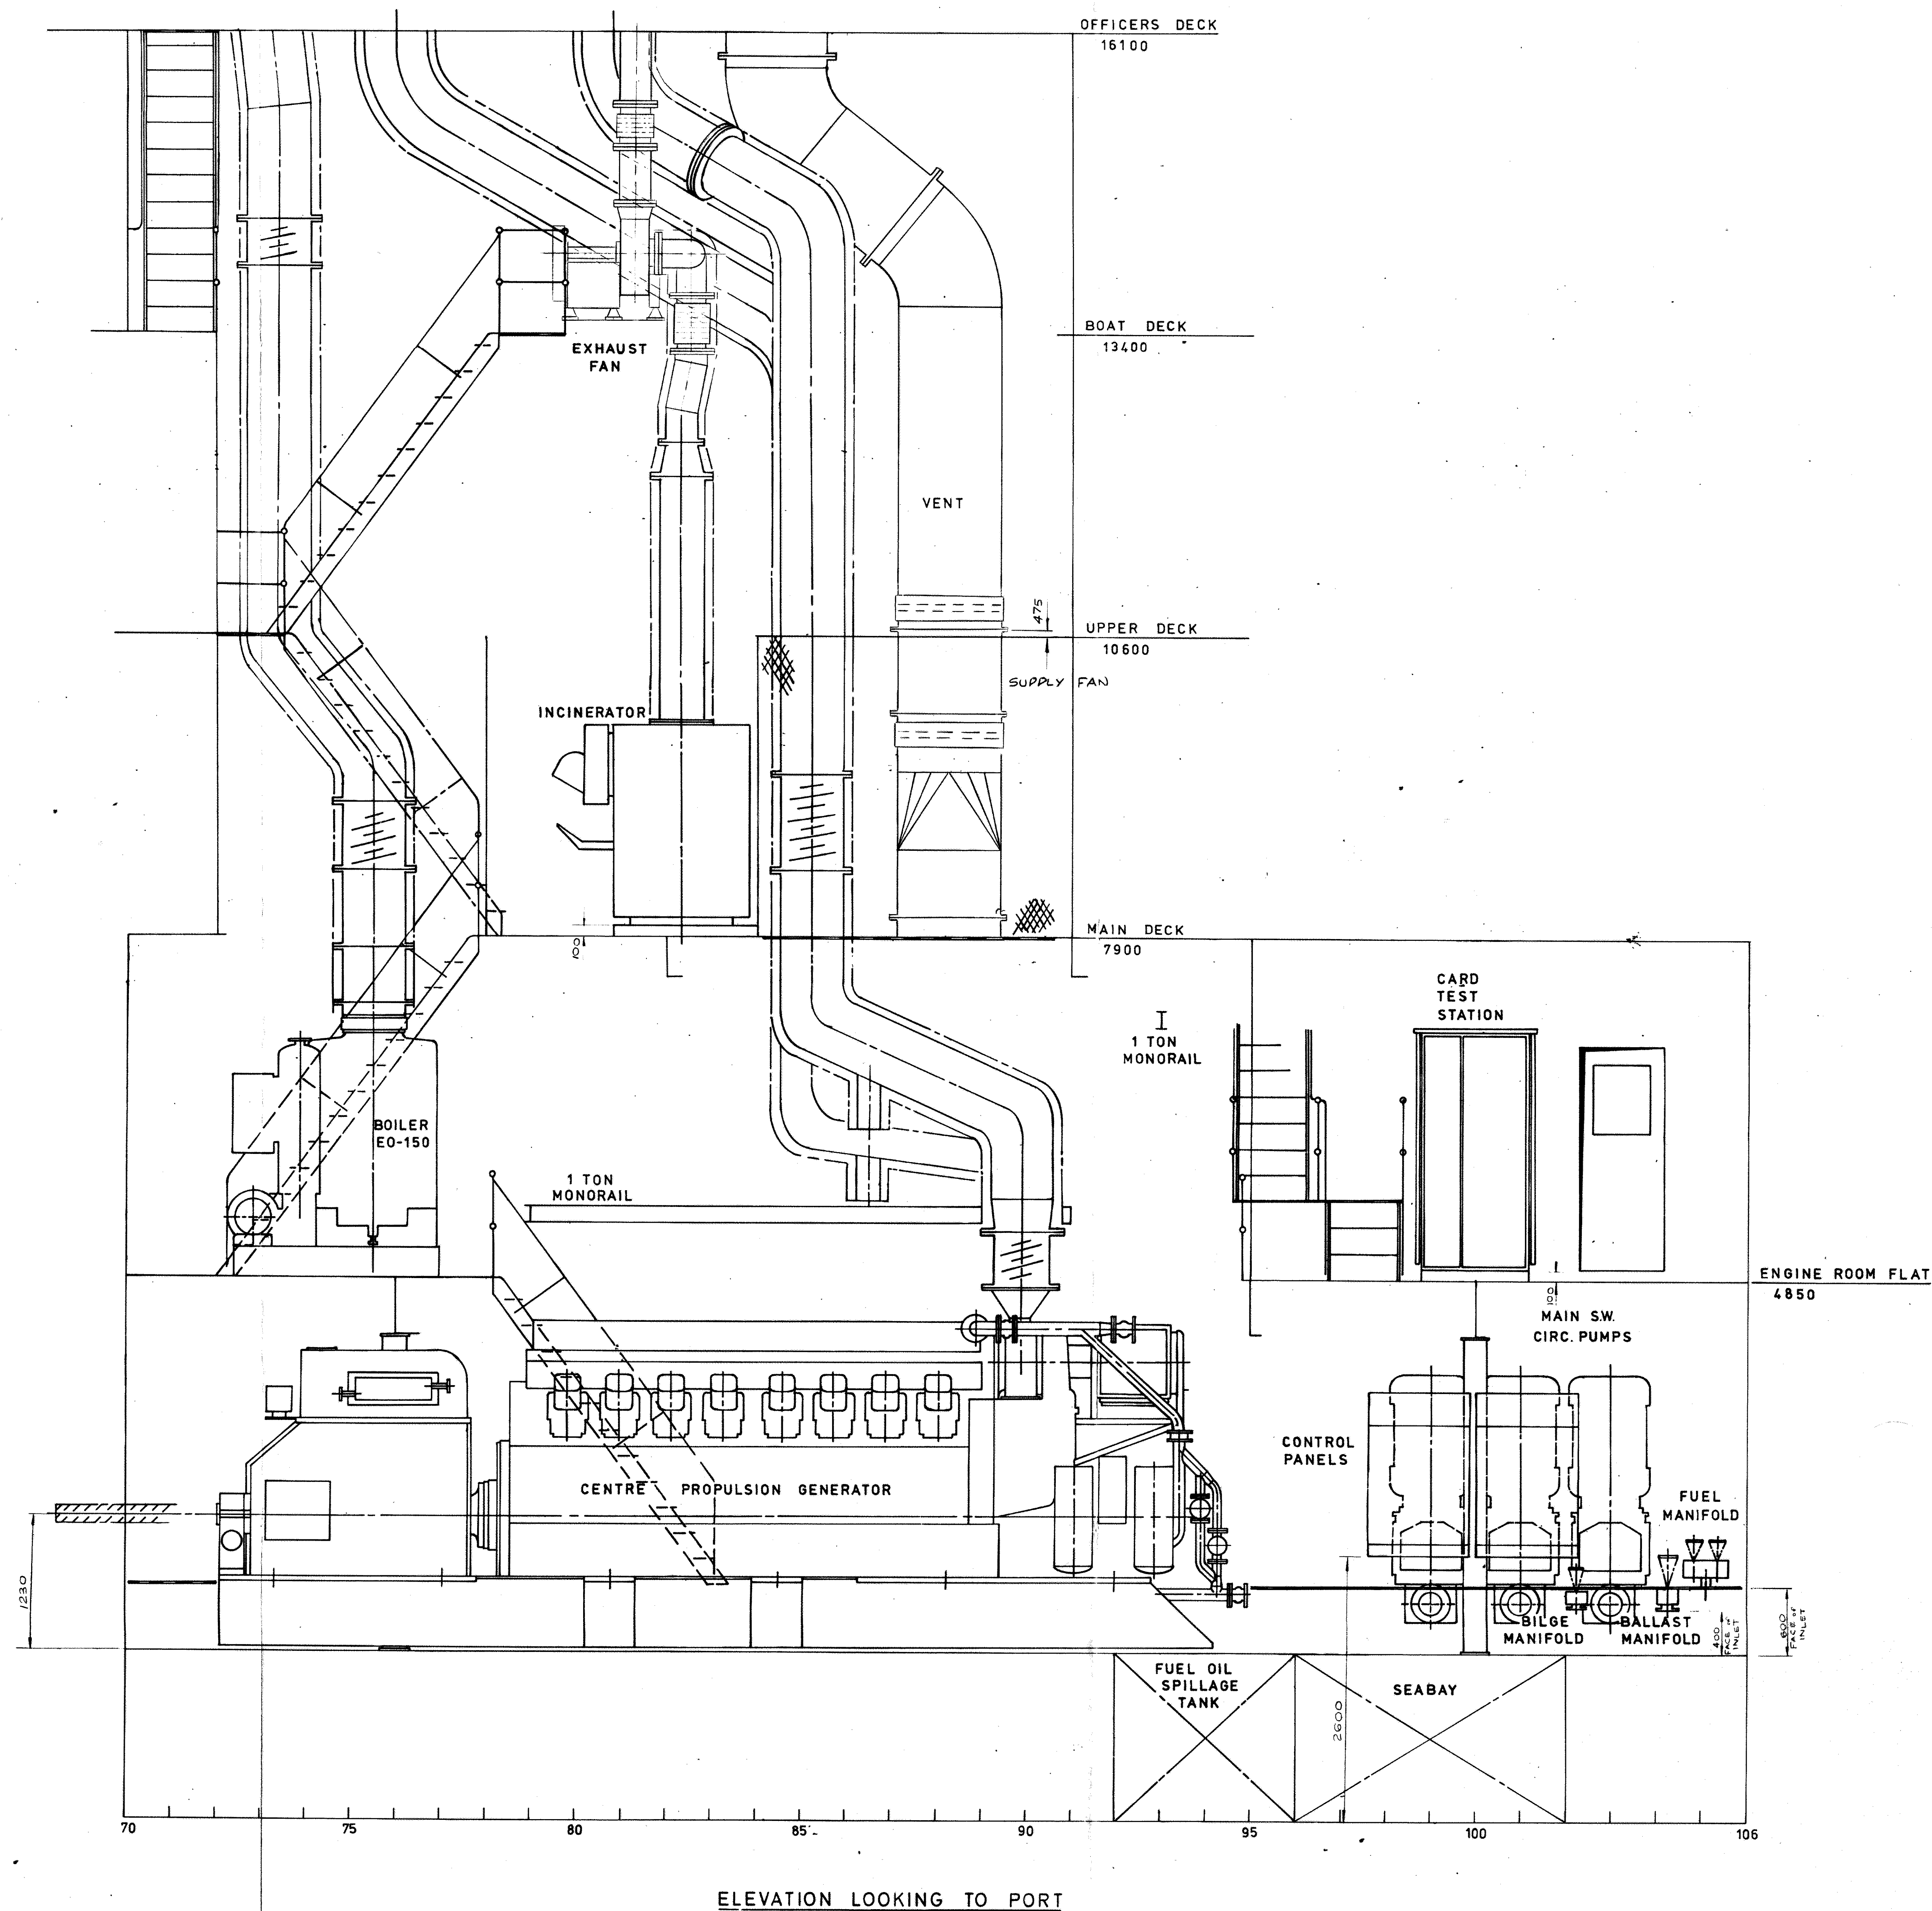 OFFICERS DECK
16100
BOAT DECK
13400
EXHAUST
FAN
VENT
475
UPPER DECK
10600
SUPPLY FAN
INCINERATOR
100
MAIN DECK
7900
CARD
TEST
STATION
I
1 TON
MONORAIL
BOILER
EO-150
1 TON
MONORAIL
ENGINE ROOM FLAT
4850
100
MAIN S.W.
CIRC. PUMPS
CONTROL
PANELS
CENTRE PROPULSION GENERATOR
FUEL
MANIFOLD
1230
BILGE
MANIFOLD
BALLAST
MANIFOLD
400
FACE OF
INLET
600
FACE OF
INLET
FUEL OIL
SPILLAGE
TANK
SEABAY
2600
70 75 80 85 90 95 100 106
ELEVATION LOOKING TO PORT